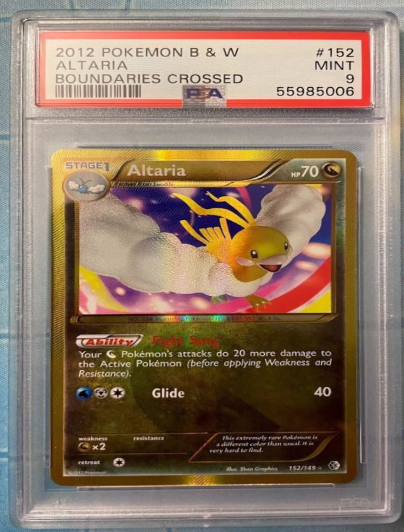 2012 POKEMON B & W #152
ALTARIA MINT
BOUNDARIES CROSSED 9
PSA 55985006
STAGE1 Altaria HP70
Ability Fight Song
Your Pokémon's attacks do 20 more damage to
the Active Pokémon (before applying Weakness and
Resistance).
Glide 40
weakness resistance
×2
retreat
This extremely rare Pokémon is
a different color than usual. It is
very hard to find.
Illus. 5ban Graphics 152/149